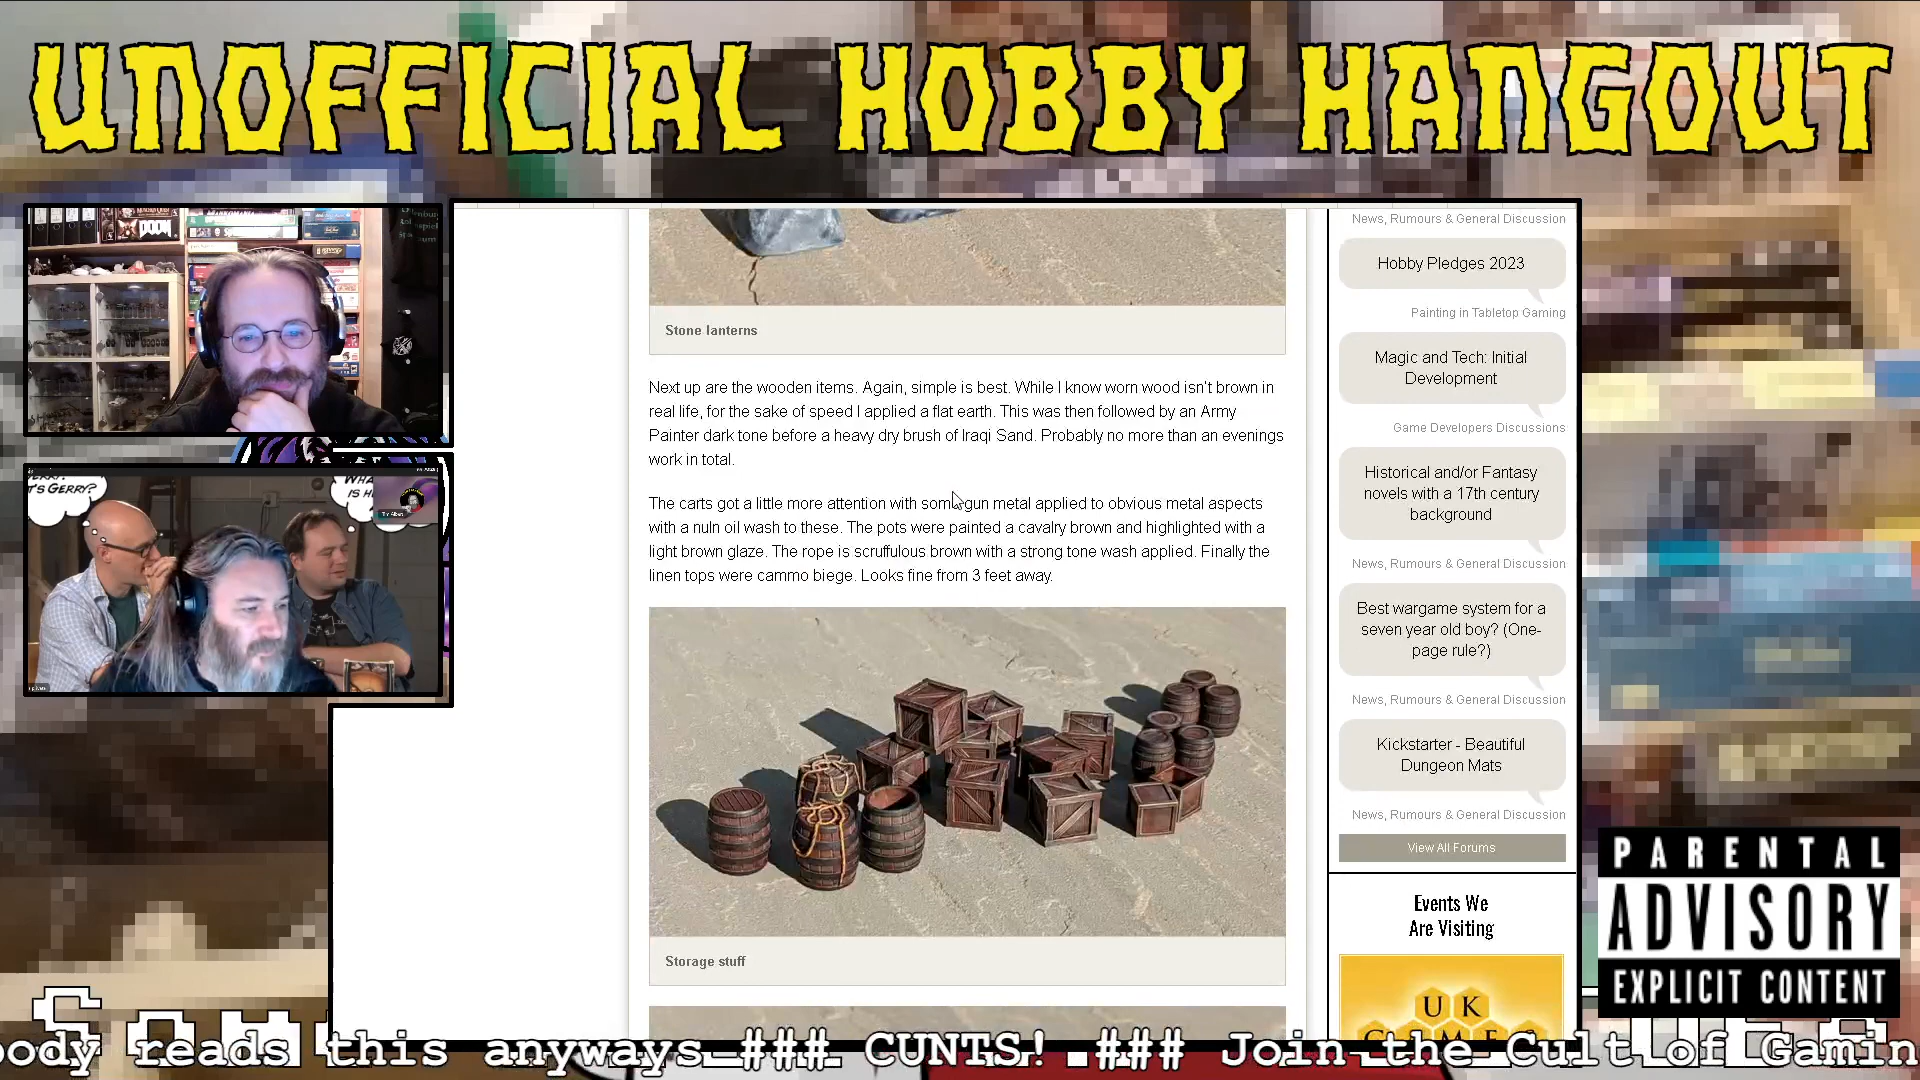 UNOFFICIAL HOBBY HANGOUT
DOOM
WHA
T'S GERRY?
IS H
Stone lanterns
Next up are the wooden items. Again, simple is best. While I know worn wood isn't brown in
real life, for the sake of speed I applied a flat earth. This was then followed by an Army
Painter dark tone before a heavy dry brush of Iraqi Sand. Probably no more than an evenings
work in total.
The carts got a little more attention with some gun metal applied to obvious metal aspects
with a nuln oil wash to these. The pots were painted a cavalry brown and highlighted with a
light brown glaze. The rope is scruffulous brown with a strong tone wash applied. Finally the
linen tops were cammo biege. Looks fine from 3 feet away.
Storage stuff
News, Rumours & General Discussion
Hobby Pledges 2023
Painting in Tabletop Gaming
Magic and Tech: Initial
Development
Game Developers Discussions
Historical and/or Fantasy
novels with a 17th century
background
News, Rumours & General Discussion
Best wargame system for a
seven year old boy? (One-
page rule?)
News, Rumours & General Discussion
Kickstarter - Beautiful
Dungeon Mats
News, Rumours & General Discussion
View All Forums
Events We
Are Visiting
UK
GAMES
PARENTAL
ADVISORY
EXPLICIT CONTENT
body reads this anyways ### CUNTS! ### Join the Cult of Gamin